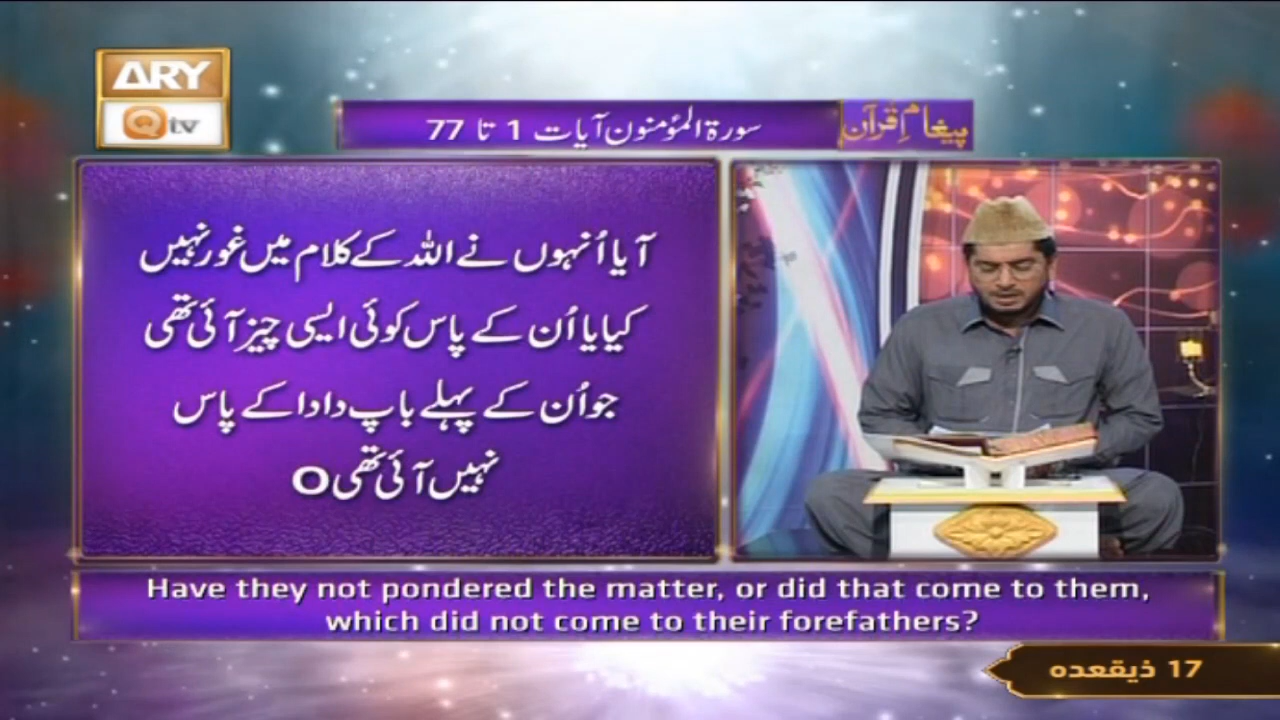 ARY
Qtv
سورۃ المؤمنون آیات 1 تا 77
پیغامِ قرآن
آیا اُنہوں نے اللہ کے کلام میں غور نہیں
کیا یا اُن کے پاس کوئی ایسی چیز آئی تھی
جو اُن کے پہلے باپ دادا کے پاس
نہیں آئی تھی O
Have they not pondered the matter, or did that come to them,
which did not come to their forefathers?
17 ذیقعدہ